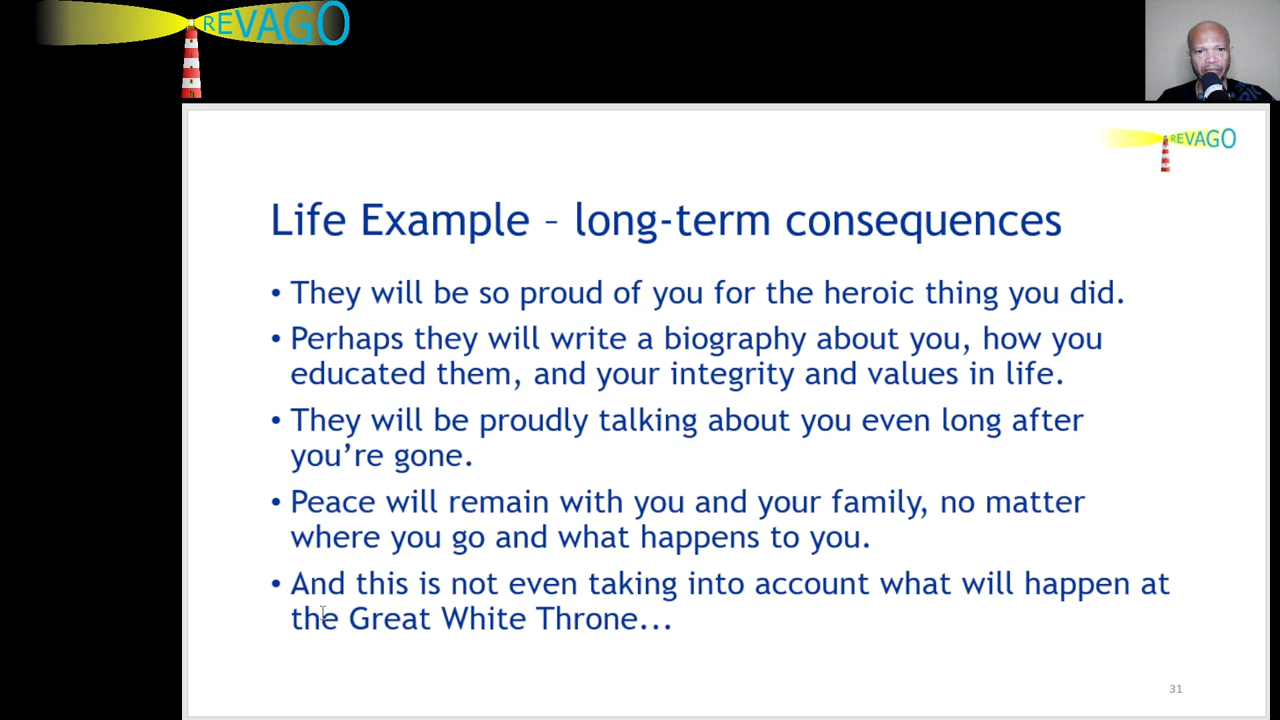 REVAGO
REVAGO
Life Example – long-term consequences
• They will be so proud of you for the heroic thing you did.
• Perhaps they will write a biography about you, how you
educated them, and your integrity and values in life.
• They will be proudly talking about you even long after
you’re gone.
• Peace will remain with you and your family, no matter
where you go and what happens to you.
• And this is not even taking into account what will happen at
the Great White Throne...
31